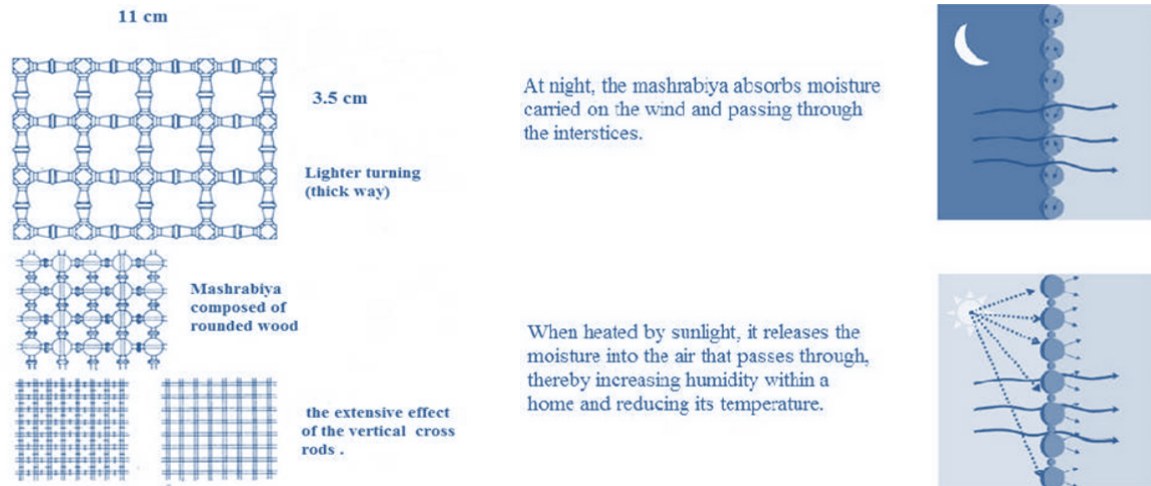 11 cm
3.5 cm
Lighter turning
(thick way)
Mashrabiya
composed of
rounded wood
the extensive effect
of the vertical cross
rods .
At night, the mashrabiya absorbs moisture
carried on the wind and passing through
the interstices.
When heated by sunlight, it releases the
moisture into the air that passes through,
thereby increasing humidity within a
home and reducing its temperature.